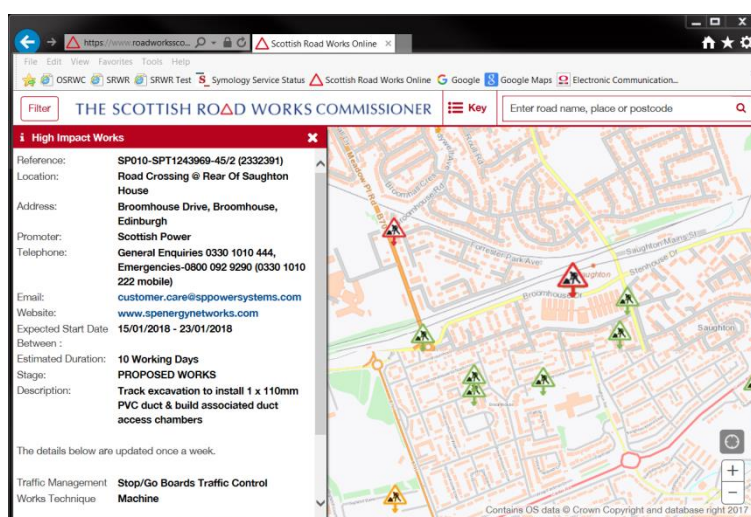 https://www.roadworkssco...
Scottish Road Works Online
File Edit View Favorites Tools Help
OSRWC SRWR SRWR Test Symology Service Status Scottish Road Works Online Google Google Maps Electronic Communication...
Filter THE SCOTTISH ROAD WORKS COMMISSIONER Key Enter road name, place or postcode
i High Impact Works
Reference: SP010-SPT1243969-45/2 (2332391)
Location: Road Crossing @ Rear Of Saughton
House
Address: Broomhouse Drive, Broomhouse,
Edinburgh
Promoter: Scottish Power
Telephone: General Enquiries 0330 1010 444,
Emergencies-0800 092 9290 (0330 1010
222 mobile)
Email: customer.care@sppowersystems.com
Website: www.spenergynetworks.com
Expected Start Date 15/01/2018 - 23/01/2018
Between :
Estimated Duration: 10 Working Days
Stage: PROPOSED WORKS
Description: Track excavation to install 1 x 110mm
PVC duct & build associated duct
access chambers
The details below are updated once a week.
Traffic Management Stop/Go Boards Traffic Control
Works Technique Machine
Meadow Pl Rd
Broomhouse Rd
Forrester Park Ave
Saughton Mains St
Stenhouse Dr
Broomhouse Dr
Saughton
Contains OS data © Crown Copyright and database right 2017